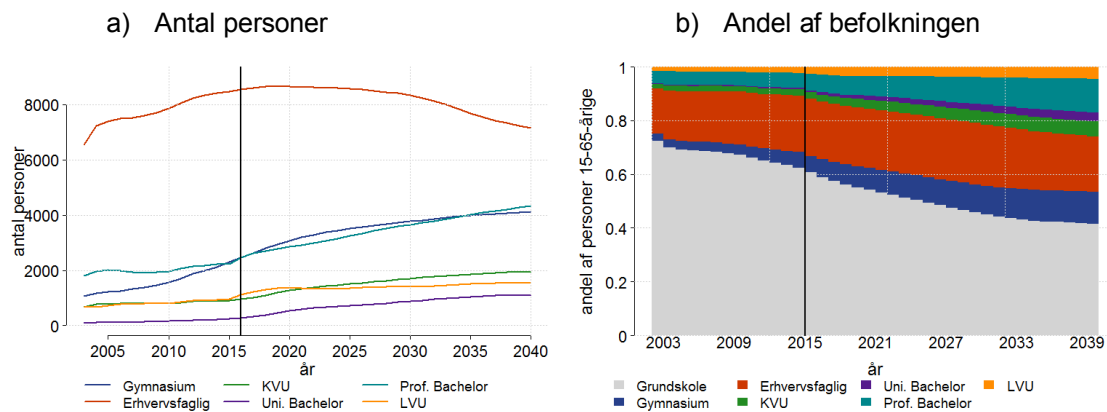 a) Antal personer
antal personer
8000
6000
4000
2000
0
2005 2010 2015 2020 2025 2030 2035 2040
år
Gymnasium KVU Prof. Bachelor
Erhvervsfaglig Uni. Bachelor LVU
b) Andel af befolkningen
andel af personer 15-65-årige
1
0.8
0.6
0.4
0.2
0
2003 2009 2015 2021 2027 2033 2039
år
Grundskole Erhvervsfaglig Uni. Bachelor LVU
Gymnasium KVU Prof. Bachelor